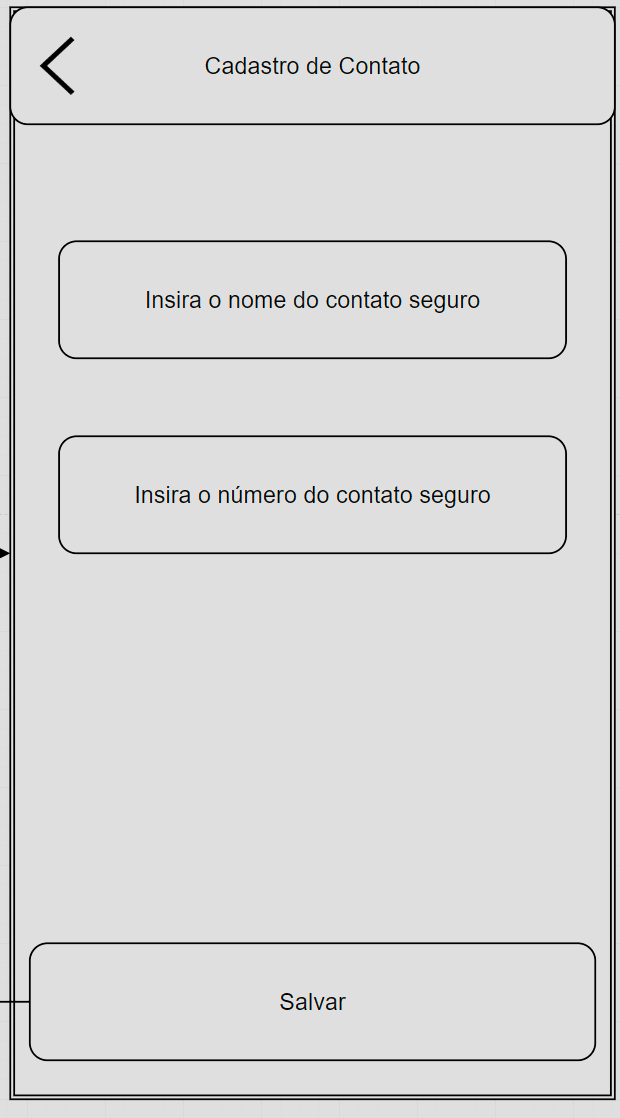 Cadastro de Contato
Insira o nome do contato seguro
Insira o número do contato seguro
Salvar